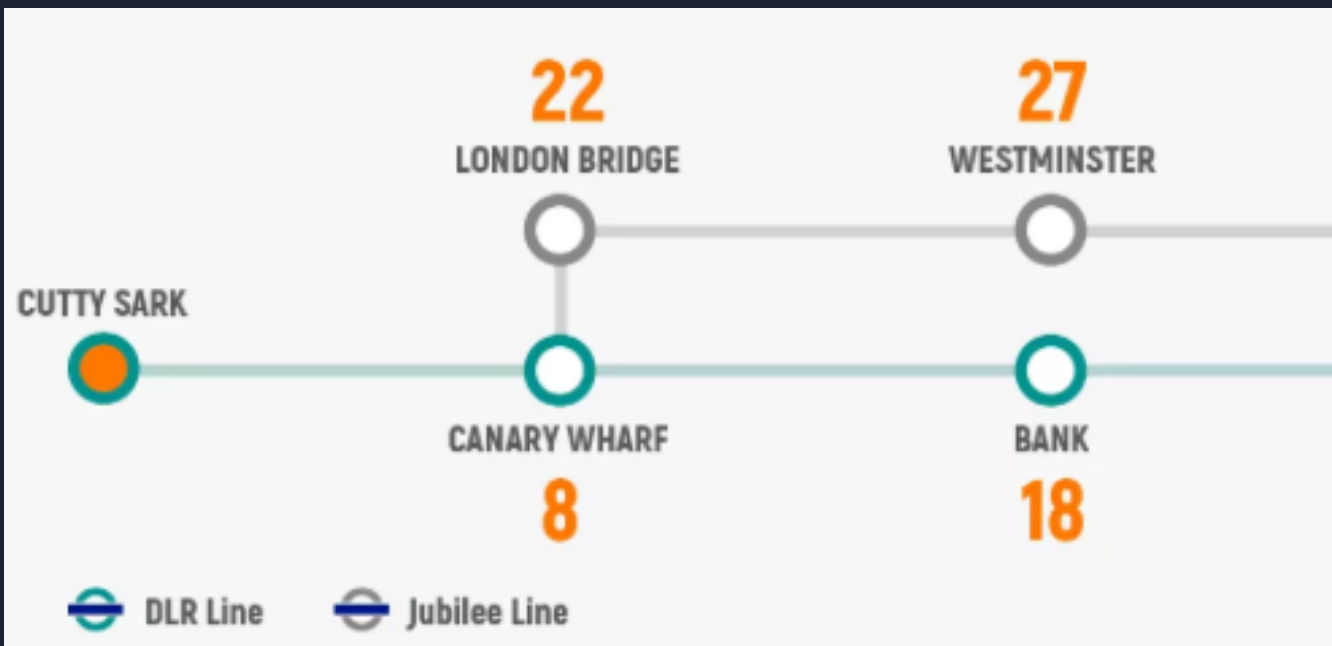 22
27
LONDON BRIDGE
WESTMINSTER
CUTTY SARK
CANARY WHARF
BANK
8
18
DLR Line
Jubilee Line